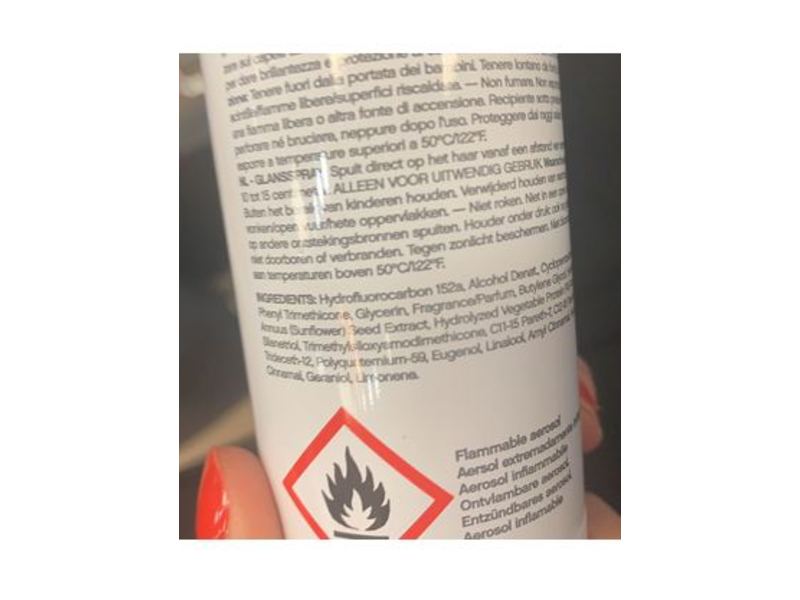 dare brillantezza e protezione
Tenere fuori dalla portata dei bambini. Tenere lontano da
scintille/fiamme libere/superfici riscaldate. — Non fumare. Non
una fiamma libera o altra fonte di accensione. Recipiente sotto
perforare né bruciare, neppure dopo l'uso. Proteggere dai raggi
esporre a temperature superiori a 50°C/122°F.
NL - GLANSSPRAY. Spuit direct op het haar vanaf een afstand
10 tot 15 ALLEEN VOOR UITWENDIG GEBRUIK.
Buiten het bereik van kinderen houden. Verwijderd houden van
vonken/open vuur/hete oppervlakken. — Niet roken. Niet in een
op andere ontstekingsbronnen spuiten. Houder onder druk: ook
niet doorboren of verbranden. Tegen zonlicht beschermen. Niet
aan temperaturen boven 50°C/122°F.
INGREDIENTS: Hydrofluorocarbon 152a, Alcohol Denat,
Phenyl Trimethicone, Glycerin, Fragrance/Parfum, Butylene Glycol,
Annuus (Sunflower) Seed Extract, Hydrolyzed Vegetable Protein
Silanetriol, Trimethylsiloxyamodimethicone, C11-15 Pareth-7,
Trideceth-12, Polyquaternium-59, Eugenol, Linalool, Amyl Cinnamal,
Cinnamal, Geraniol, Limonene.
Flammable aerosol
Aersol extremadamente
Aerosol inflammabile
Ontvlambare aerosol
Entzündbares aerosol
Aerosol inflamable